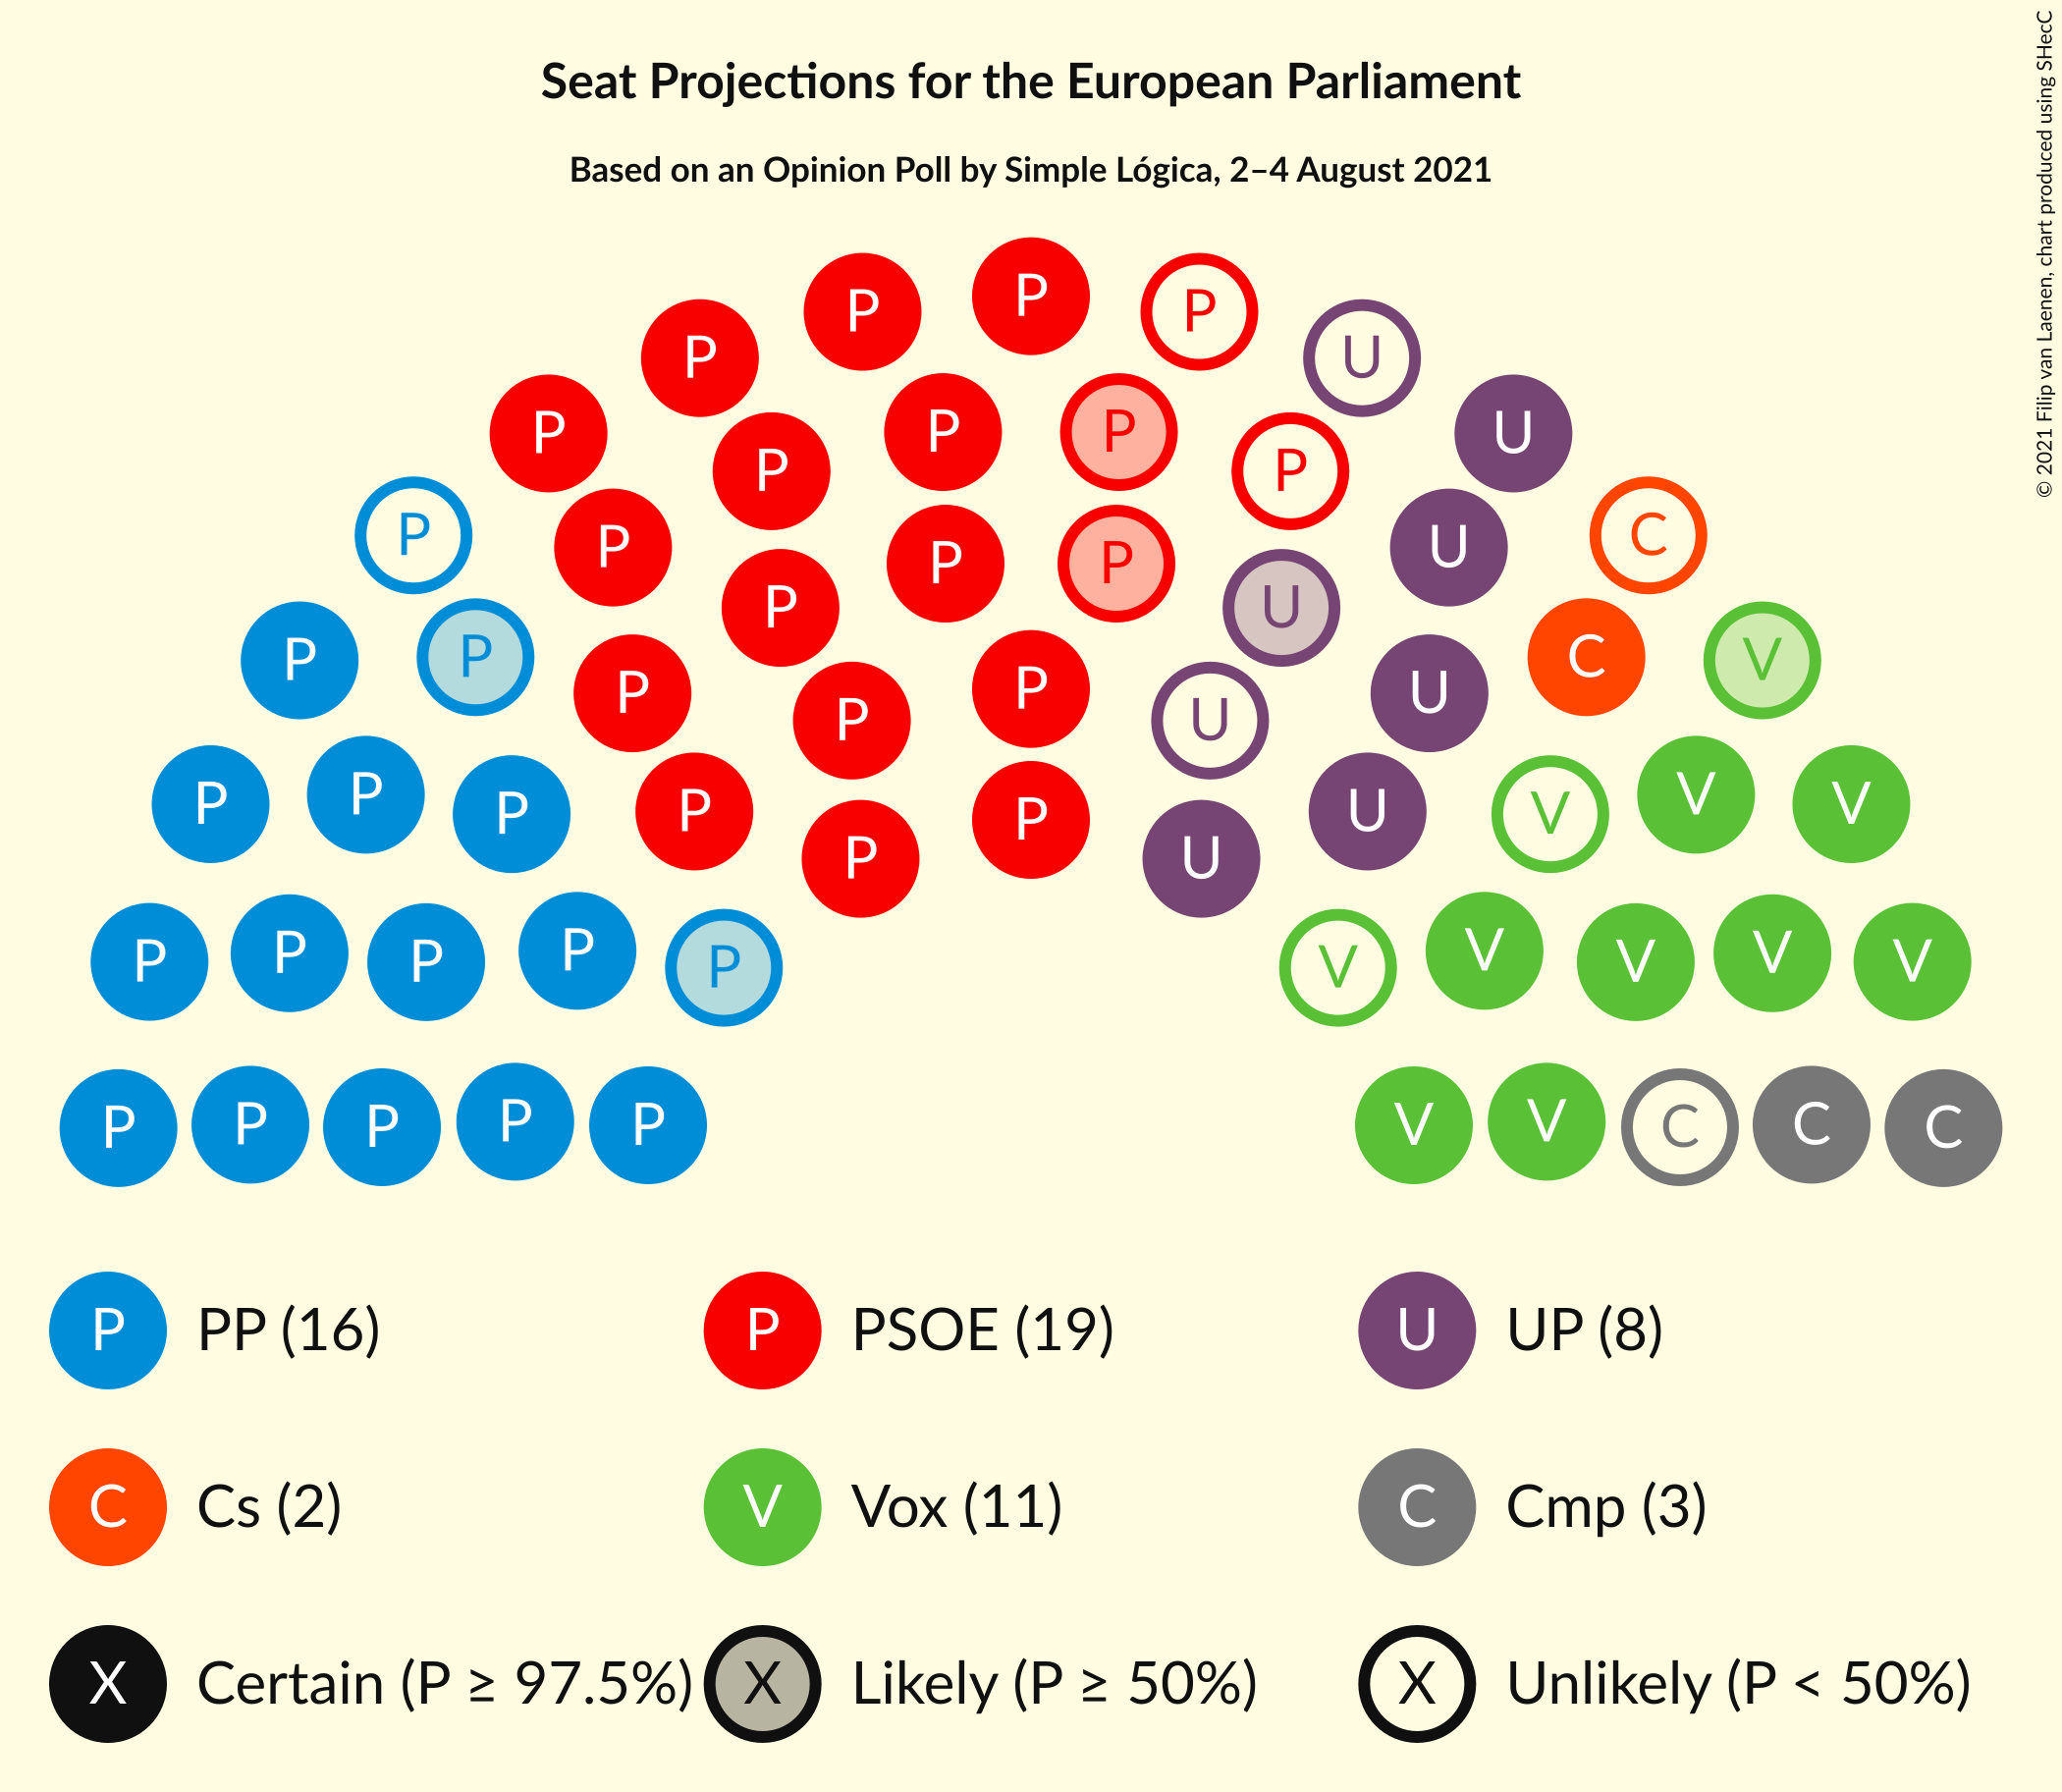 Seat Projections for the European Parliament
Based on an Opinion Poll by Simple Lógica, 2–4 August 2021
© 2021 Filip van Laenen, chart produced using SHecC
P
P P
P U
P U
P P
P P
P U
P C
P U
P P
P U
P C
P V
P U
P P
P U
P V
P V
P V
P U
P P
P U
P V
P V
P V
P V
P V
P P P P P V V C C C
P PP (16) P PSOE (19) U UP (8)
C Cs (2) V Vox (11) C Cmp (3)
X Certain (P ≥ 97.5%) X Likely (P ≥ 50%) X Unlikely (P < 50%)